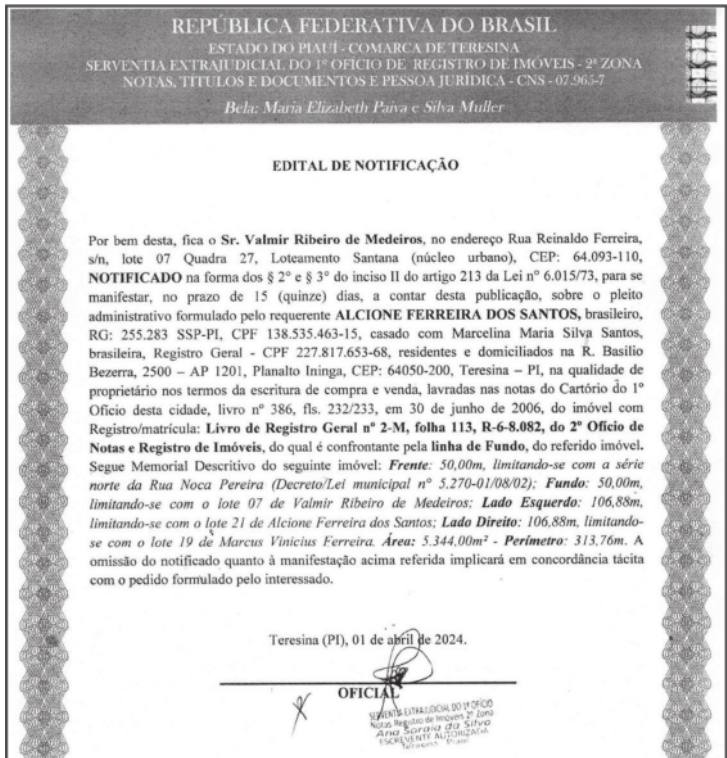 REPÚBLICA FEDERATIVA DO BRASIL
ESTADO DO PIAUÍ - COMARCA DE TERESINA
SERVENTIA EXTRAJUDICIAL DO 1º OFICIO DE REGISTRO DE IMÓVEIS - 2ª ZONA
NOTAS, TÍTULOS E DOCUMENTOS E PESSOA JURÍDICA - CNS - 07.965-7
Bela: Maria Elizabeth Paiva e Silva Muller
EDITAL DE NOTIFICAÇÃO
Por bem desta, fica o Sr. Valmir Ribeiro de Medeiros, no endereço Rua Reinaldo Ferreira,
s/n, lote 07 Quadra 27, Loteamento Santana (núcleo urbano), CEP: 64.093-110,
NOTIFICADO na forma dos § 2º e § 3º do inciso II do artigo 213 da Lei nº 6.015/73, para se
manifestar, no prazo de 15 (quinze) dias, a contar desta publicação, sobre o pleito
administrativo formulado pelo requerente ALCIONE FERREIRA DOS SANTOS, brasileiro,
RG: 255.283 SSP-PI, CPF 138.535.463-15, casado com Marcelina Maria Silva Santos,
brasileira, Registro Geral - CPF 227.817.653-68, residentes e domiciliados na R. Basilio
Bezerra, 2500 – AP 1201, Planalto Ininga, CEP: 64050-200, Teresina – PI, na qualidade de
proprietário nos termos da escritura de compra e venda, lavradas nas notas do Cartório do 1º
Oficio desta cidade, livro nº 386, fls. 232/233, em 30 de junho de 2006, do imóvel com
Registro/matrícula: Livro de Registro Geral nº 2-M, folha 113, R-6-8.082, do 2º Ofício de
Notas e Registro de Imóveis, do qual é confrontante pela linha de Fundo, do referido imóvel.
Segue Memorial Descritivo do seguinte imóvel: Frente: 50,00m, limitando-se com a série
norte da Rua Noca Pereira (Decreto/Lei municipal nº 5.270-01/08/02); Fundo: 50,00m,
limitando-se com o lote 07 de Valmir Ribeiro de Medeiros; Lado Esquerdo: 106,88m,
limitando-se com o lote 21 de Alcione Ferreira dos Santos; Lado Direito: 106,88m, limitando-
se com o lote 19 de Marcus Vinicius Ferreira. Área: 5.344,00m² - Perímetro: 313,76m. A
omissão do notificado quanto à manifestação acima referida implicará em concordância tácita
com o pedido formulado pelo interessado.
Teresina (PI), 01 de abril de 2024.
OFICIAL
SERVENTIA EXTRAJUDICIAL DO 1º OFÍCIO
Notas Registro de Imóveis 2ª Zona
Ana Soraia da Silva
ESCREVENTE AUTORIZADA
Teresina Piauí